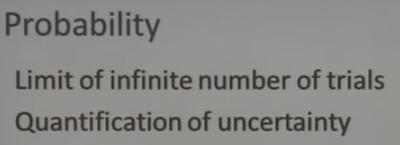 Probability
Limit of infinite number of trials
Quantification of uncertainty